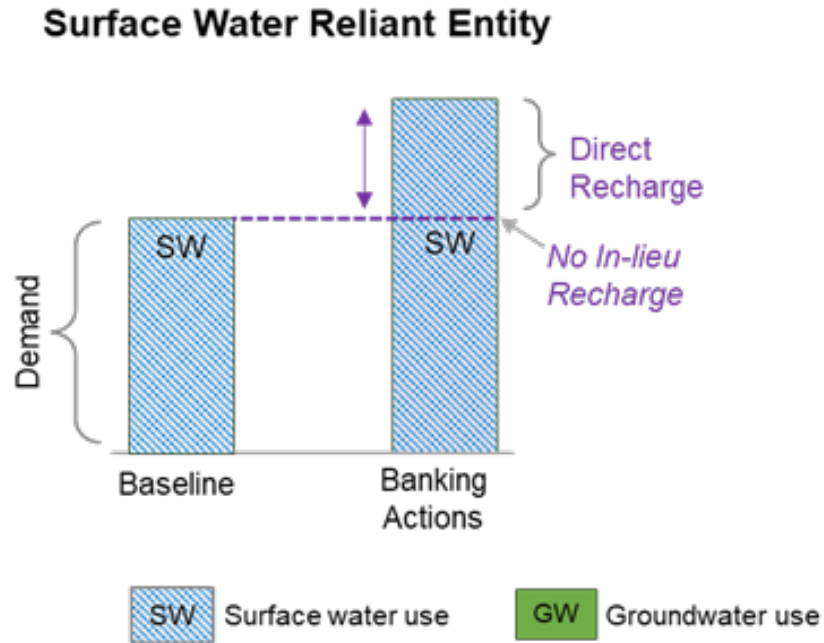 Surface Water Reliant Entity
Direct
Recharge
SW
SW
No In-lieu
Recharge
Demand
Baseline
Banking
Actions
SW Surface water use
GW Groundwater use